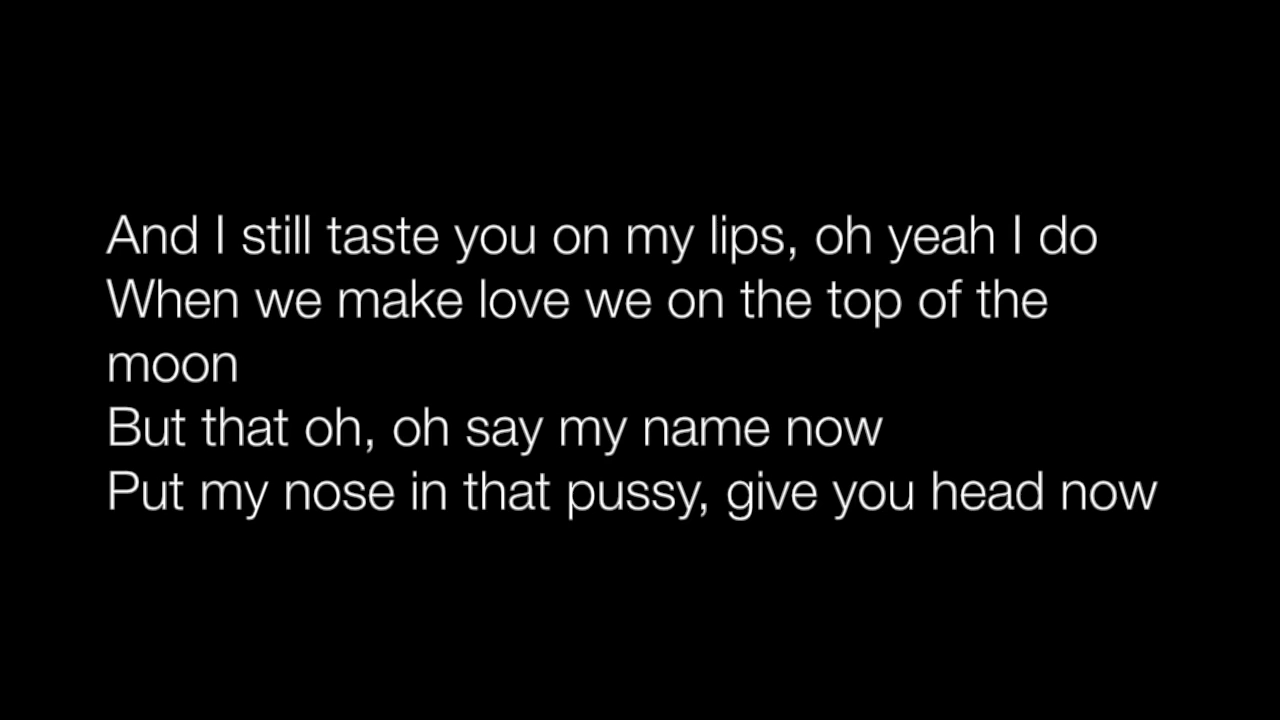 And I still taste you on my lips, oh yeah I do
When we make love we on the top of the
moon
But that oh, oh say my name now
Put my nose in that pussy, give you head now